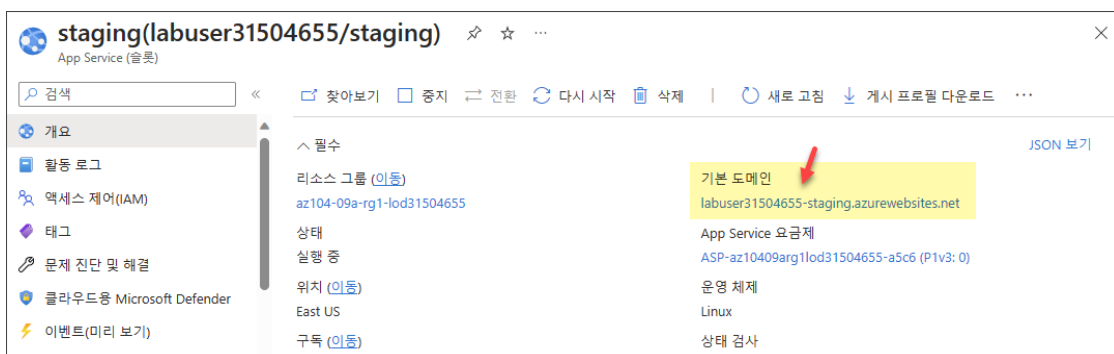 staging(labuser31504655/staging)
App Service (슬롯)
검색
찾아보기 중지 전환 다시 시작 삭제 새로 고침 게시 프로필 다운로드
개요
활동 로그
액세스 제어(IAM)
태그
문제 진단 및 해결
클라우드용 Microsoft Defender
이벤트(미리 보기)
필수
JSON 보기
리소스 그룹 (이동)
az104-09a-rg1-lod31504655
상태
실행 중
위치 (이동)
East US
구독 (이동)
기본 도메인
labuser31504655-staging.azurewebsites.net
App Service 요금제
ASP-az10409arg1lod31504655-a5c6 (P1v3: 0)
운영 체제
Linux
상태 검사